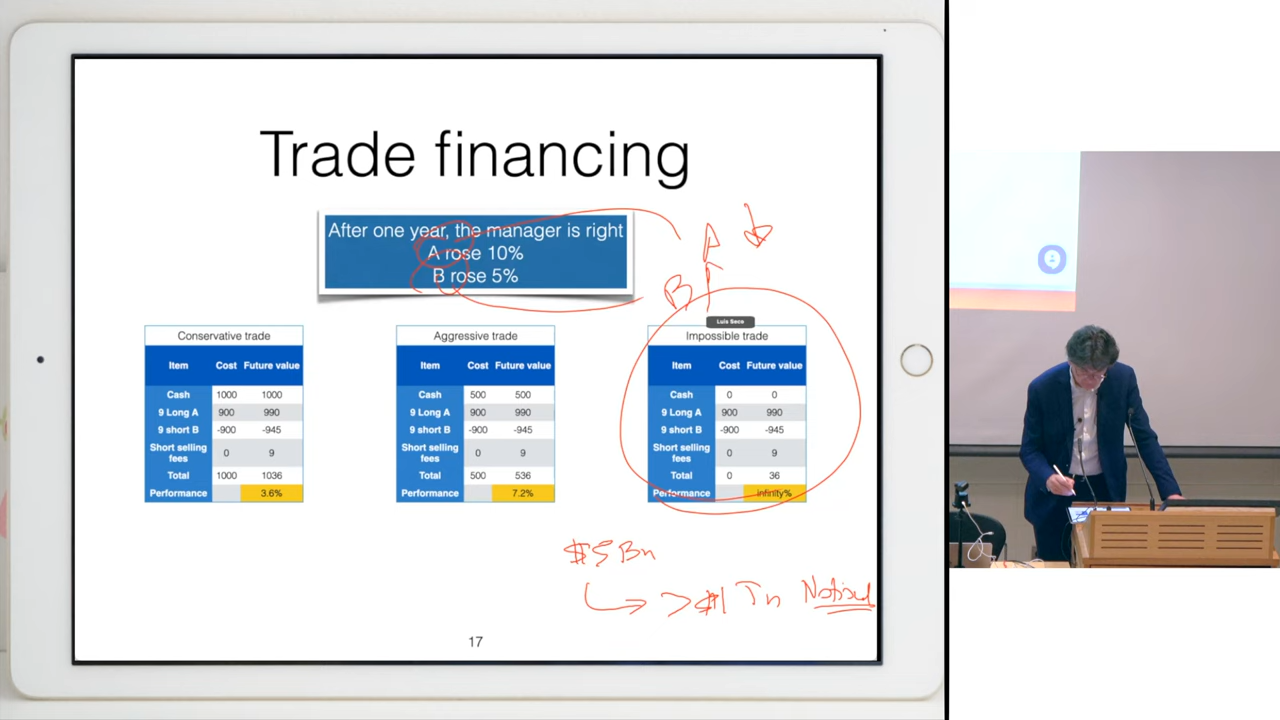 Trade financing
After one year, the manager is right
A rose 10%
B rose 5%
A
B
Luis Seco
Conservative trade
Item Cost Future value
Cash 1000 1000
9 Long A 900 990
9 short B -900 -945
Short selling fees 0 9
Total 1000 1036
Performance 3.6%
Aggressive trade
Item Cost Future value
Cash 500 500
9 Long A 900 990
9 short B -900 -945
Short selling fees 0 9
Total 500 536
Performance 7.2%
Impossible trade
Item Cost Future value
Cash 0 0
9 Long A 900 990
9 short B -900 -945
Short selling fees 0 9
Total 0 36
Performance infinity%
$5 Bn
> $1 Tn
17